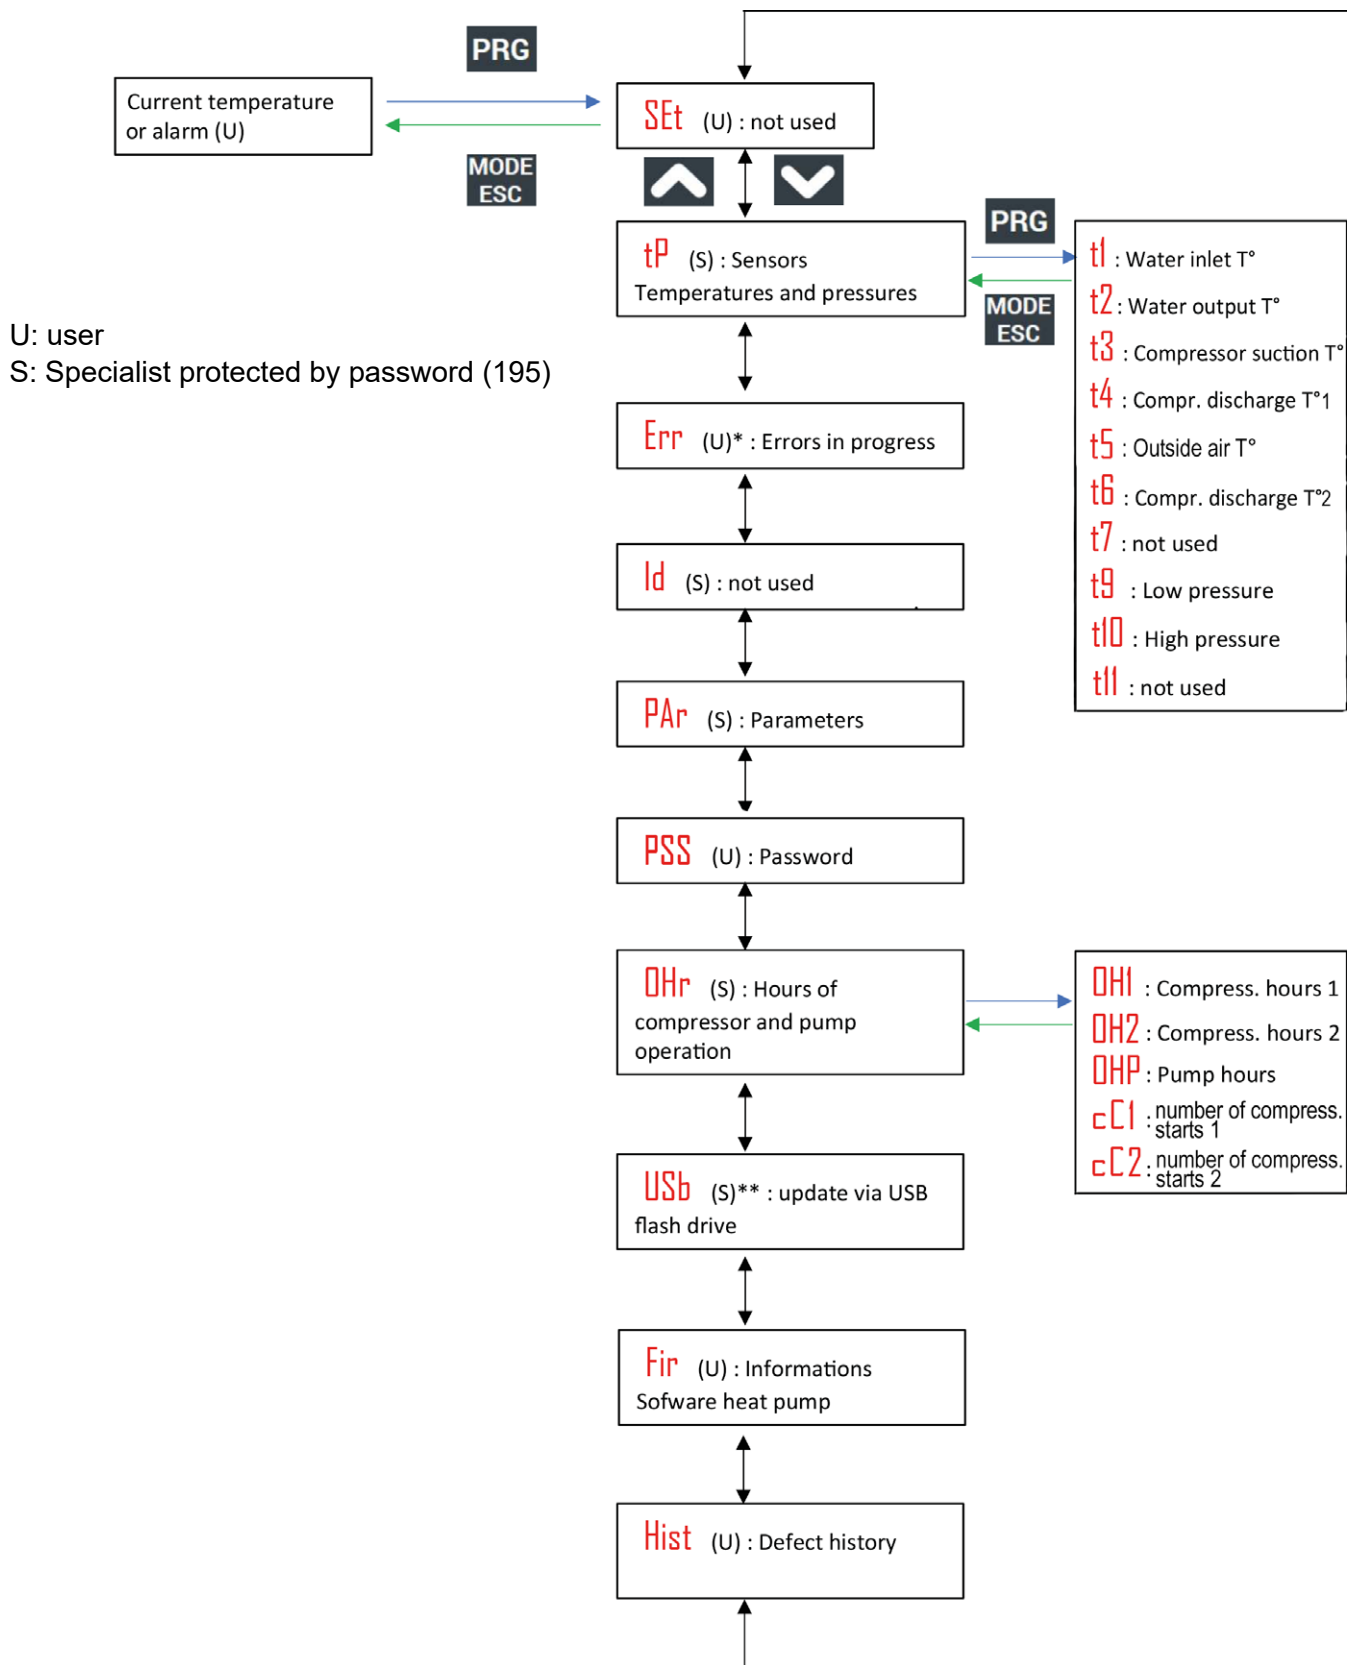 PRG
Current temperature
or alarm (U)
SEt (U) : not used
MODE
ESC
PRG
tP (S) : Sensors
Temperatures and pressures
MODE
ESC
t1 : Water inlet T°
t2 : Water output T°
t3 : Compressor suction T°
t4 : Compr. discharge T°1
t5 : Outside air T°
t6 : Compr. discharge T°2
t7 : not used
t9 : Low pressure
t10 : High pressure
t11 : not used
U: user
S: Specialist protected by password (195)
Err (U)* : Errors in progress
Id (S) : not used
PAr (S) : Parameters
PSS (U) : Password
OHr (S) : Hours of
compressor and pump
operation
OH1 : Compress. hours 1
OH2 : Compress. hours 2
OHP : Pump hours
cC1 : number of compress.
starts 1
cC2 : number of compress.
starts 2
USb (S)** : update via USB
flash drive
Fir (U) : Informations
Sofware heat pump
Hist (U) : Defect history